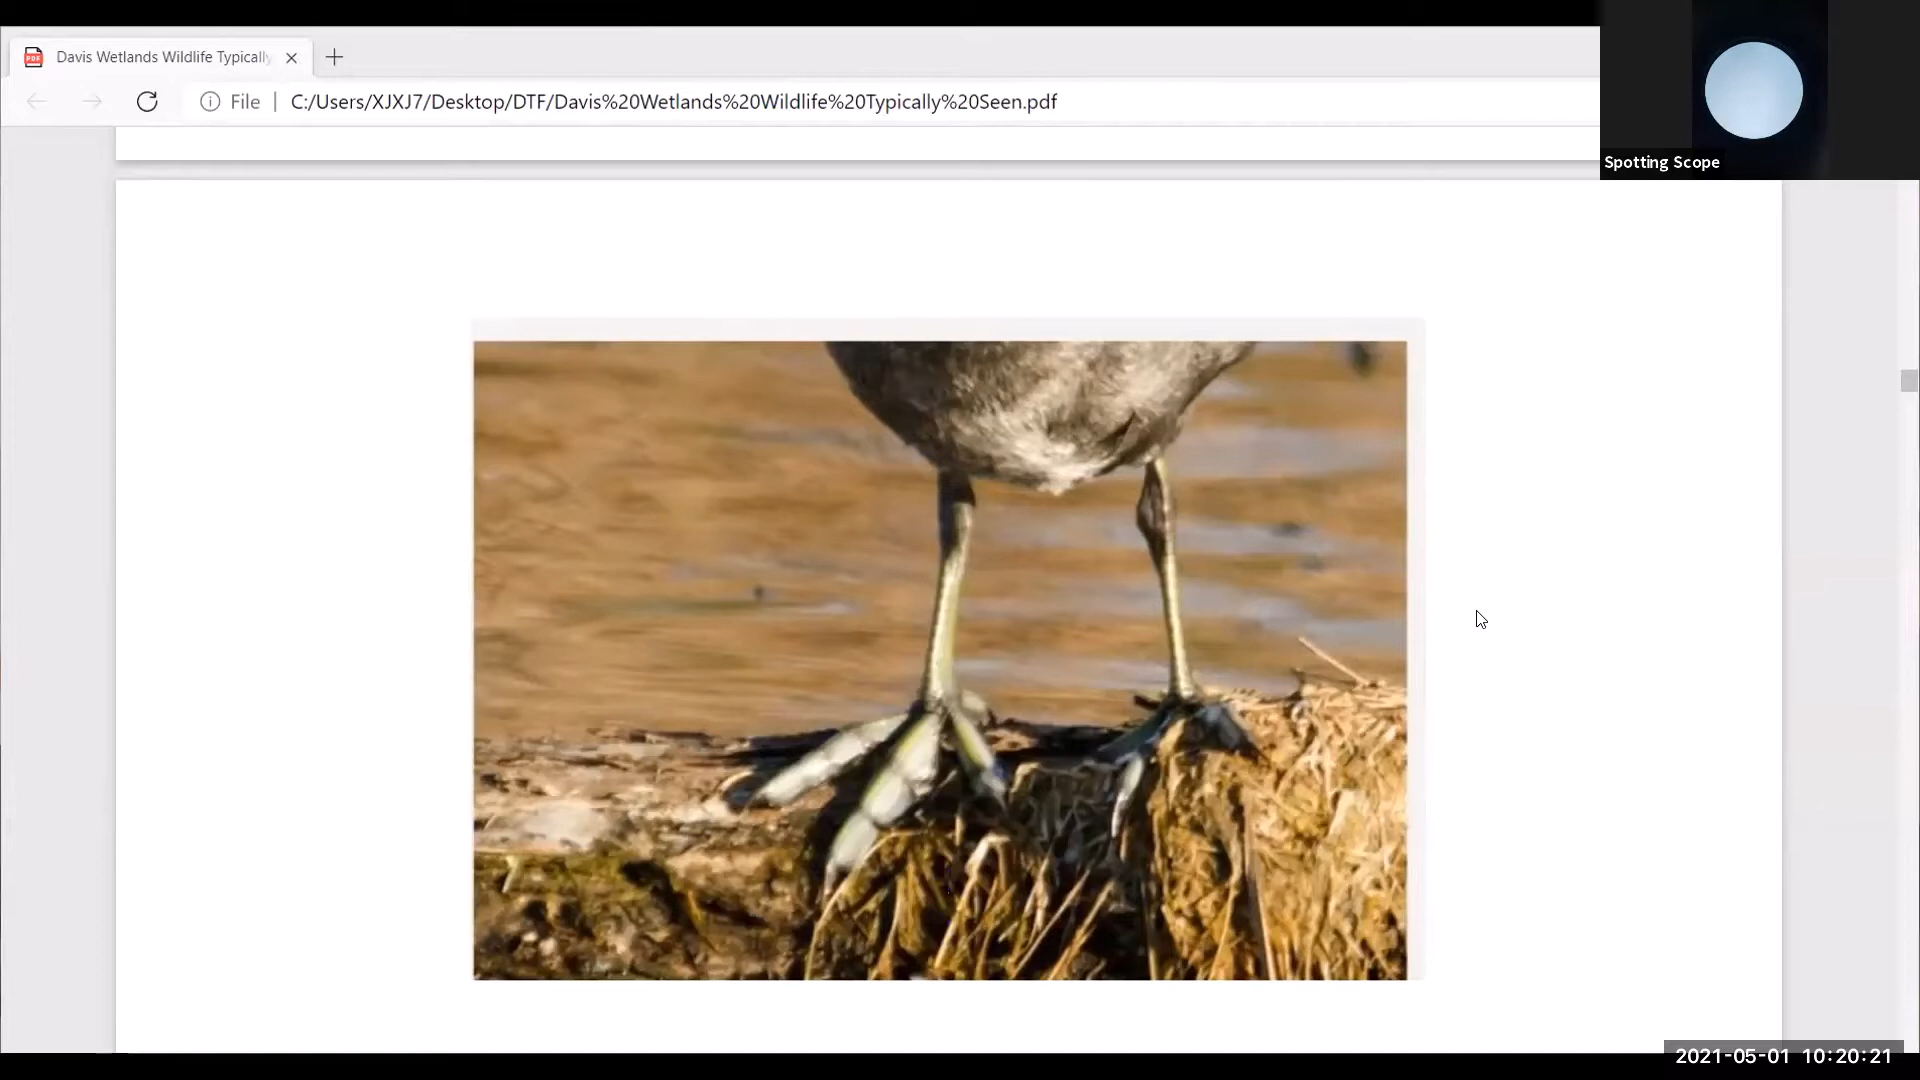 Davis Wetlands Wildlife Typically
File
C:/Users/XJXJ7/Desktop/DTF/Davis%20Wetlands%20Wildlife%20Typically%20Seen.pdf
Spotting Scope
2021-05-01 10:20:21